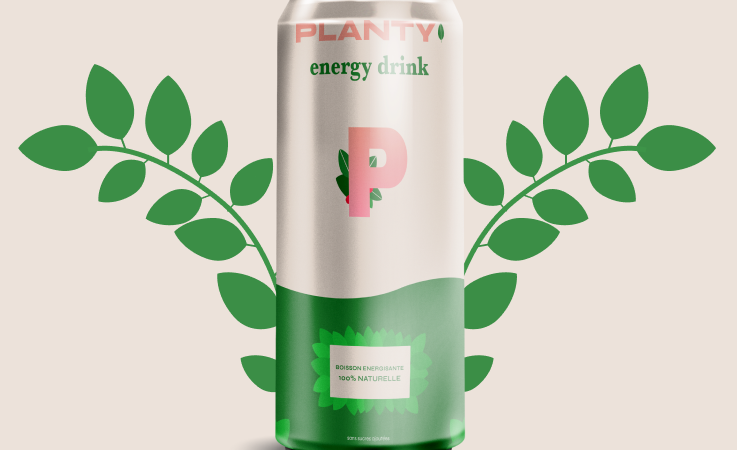 PLANTY
energy drink
P
BOISSON ENERGISANTE
100% NATURELLE